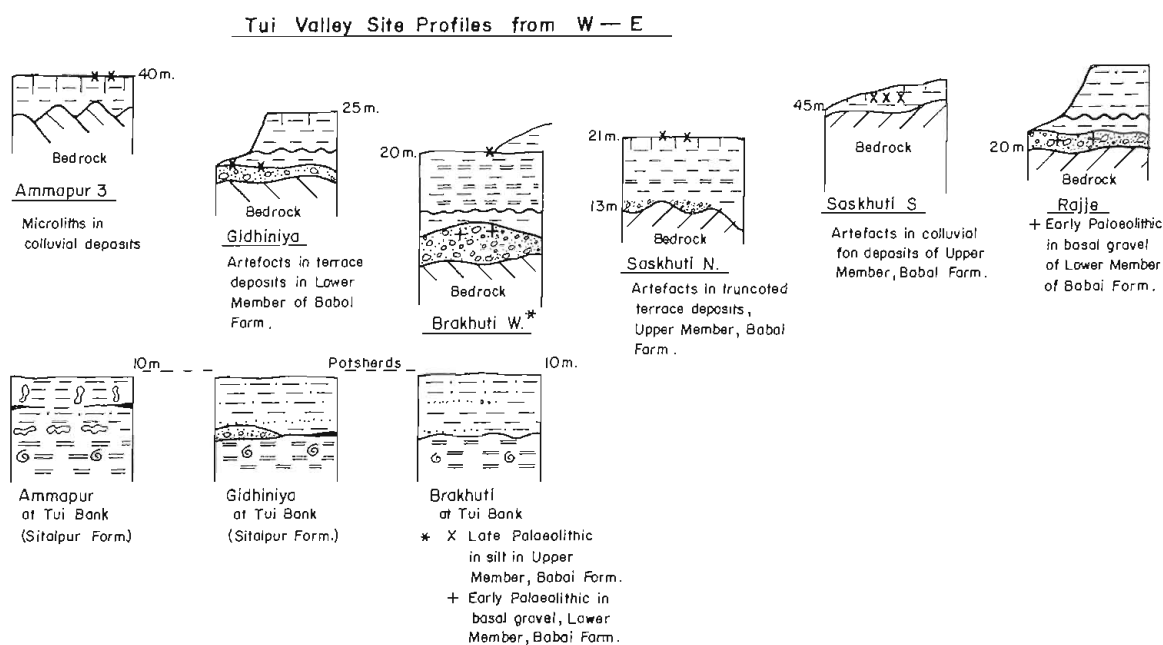 Tui Valley Site Profiles from W — E
40m.
Bedrock
Ammapur 3
Microliths in
colluvial deposits
25 m.
Bedrock
Gidhiniya
Artefacts in terrace
deposits in Lower
Member of Babai
Form.
20 m.
Bedrock
Brakhuti W.*
21m.
13m
Bedrock
Saskhuti N.
Artefacts in truncated
terrace deposits,
Upper Member, Babai
Form.
45m
Bedrock
Saskhuti S
Artefacts in colluvial
fan deposits of Upper
Member, Babai Form.
20 m
Bedrock
Rajje
+ Early Palaeolithic
in basal gravel
of Lower Member
of Babai Form.
10m
Potsherds
10 m.
Ammapur
at Tui Bank
(Sitalpur Form.)
Gidhiniya
at Tui Bank
(Sitalpur Form.)
Brakhuti
at Tui Bank
* X Late Palaeolithic
in silt in Upper
Member, Babai Form.
+ Early Palaeolithic in
basal gravel, Lower
Member, Babai Form.